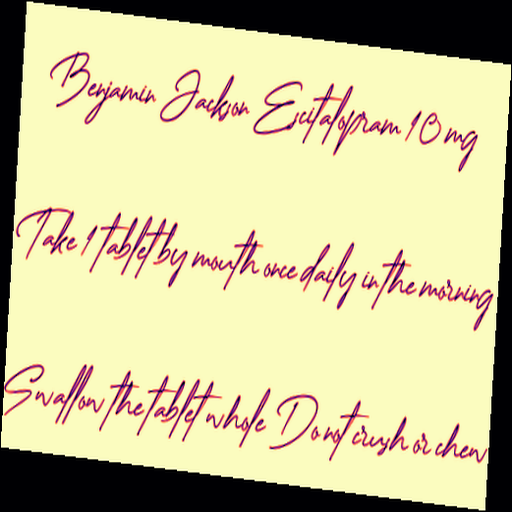 Benjamin Jackson Escitalopram 10 mg
Take 1 tablet by mouth once daily in the morning
Swallow the tablet whole Do not crush or chew